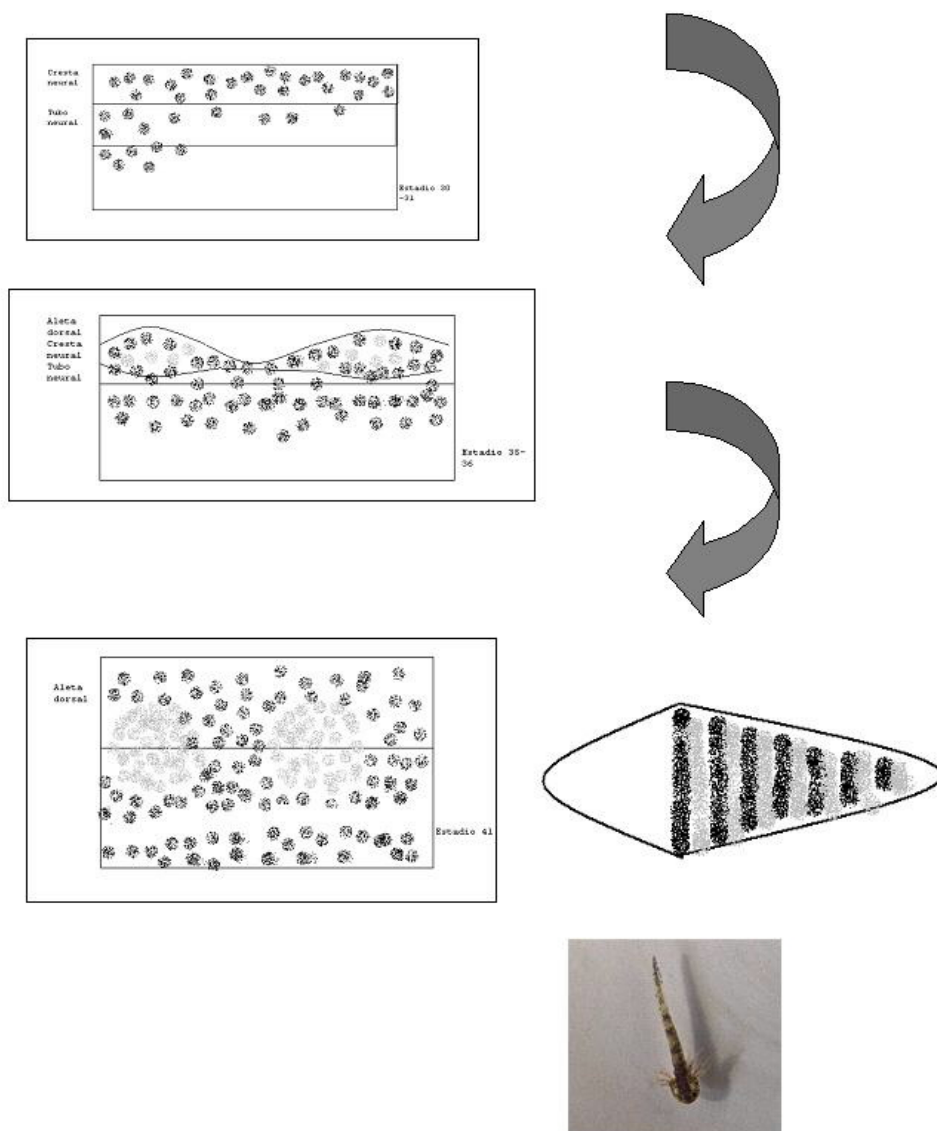 Cresta
neural
Tubo
neural
Estadio 30
-31
Aleta
dorsal
Cresta
neural
Tubo
neural
Estadio 35-
36
Aleta
dorsal
Estadio 41